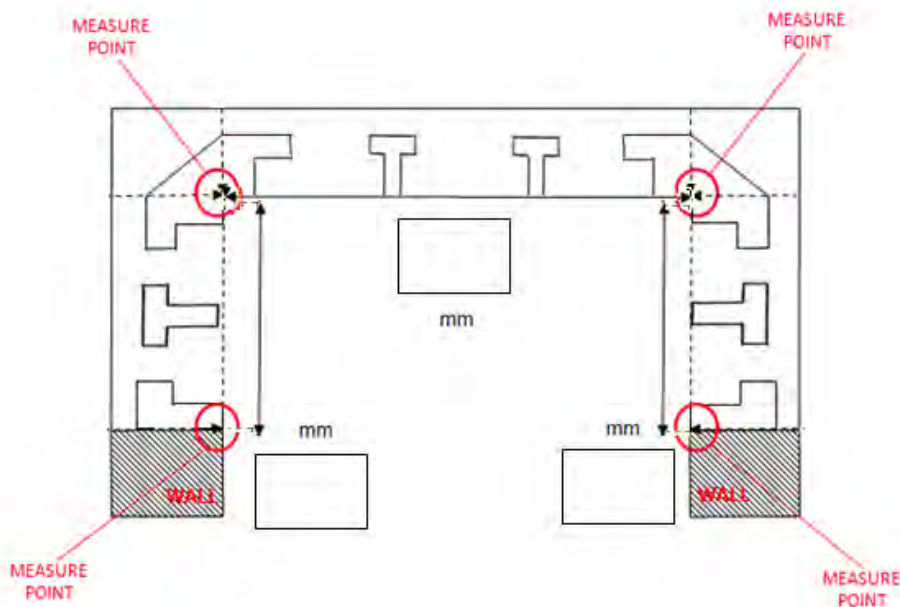 MEASURE
POINT
MEASURE
POINT
mm
mm
mm
WALL
WALL
MEASURE
POINT
MEASURE
POINT